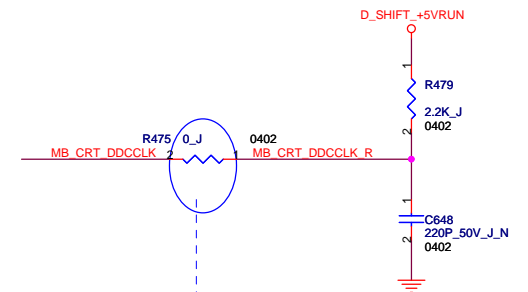 D_SHIFT_+5VRUN
1
R479
2.2K_J
2
0402
R475 0_J 0402
MB_CRT_DDCCLK 2 1 MB_CRT_DDCCLK_R
1
C648
220P_50V_J_N
2
0402